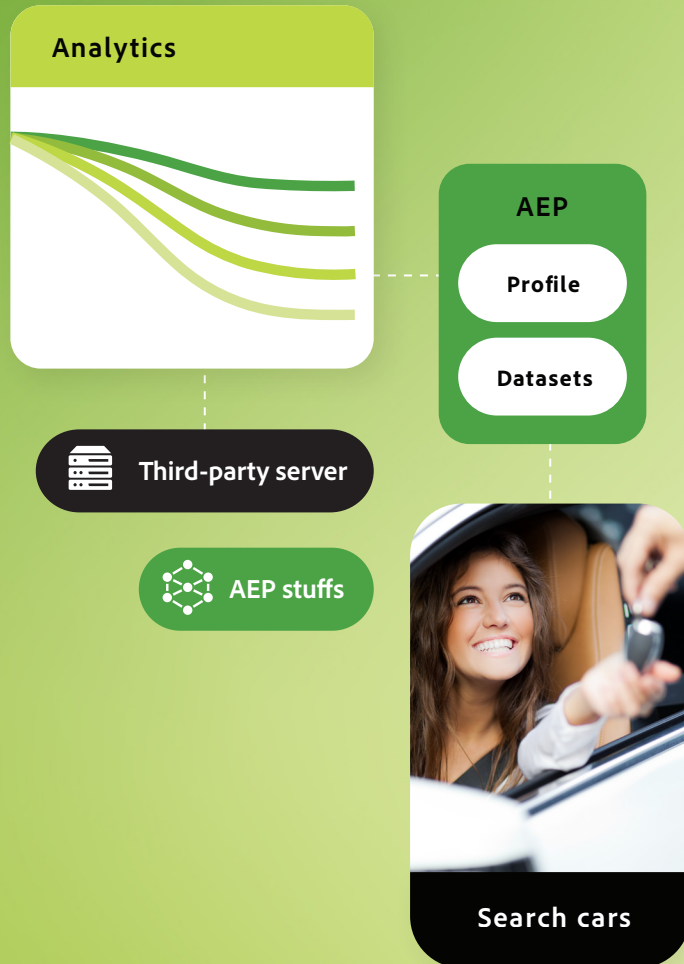 Analytics
AEP
Profile
Datasets
Third-party server
AEP stuffs
Search cars